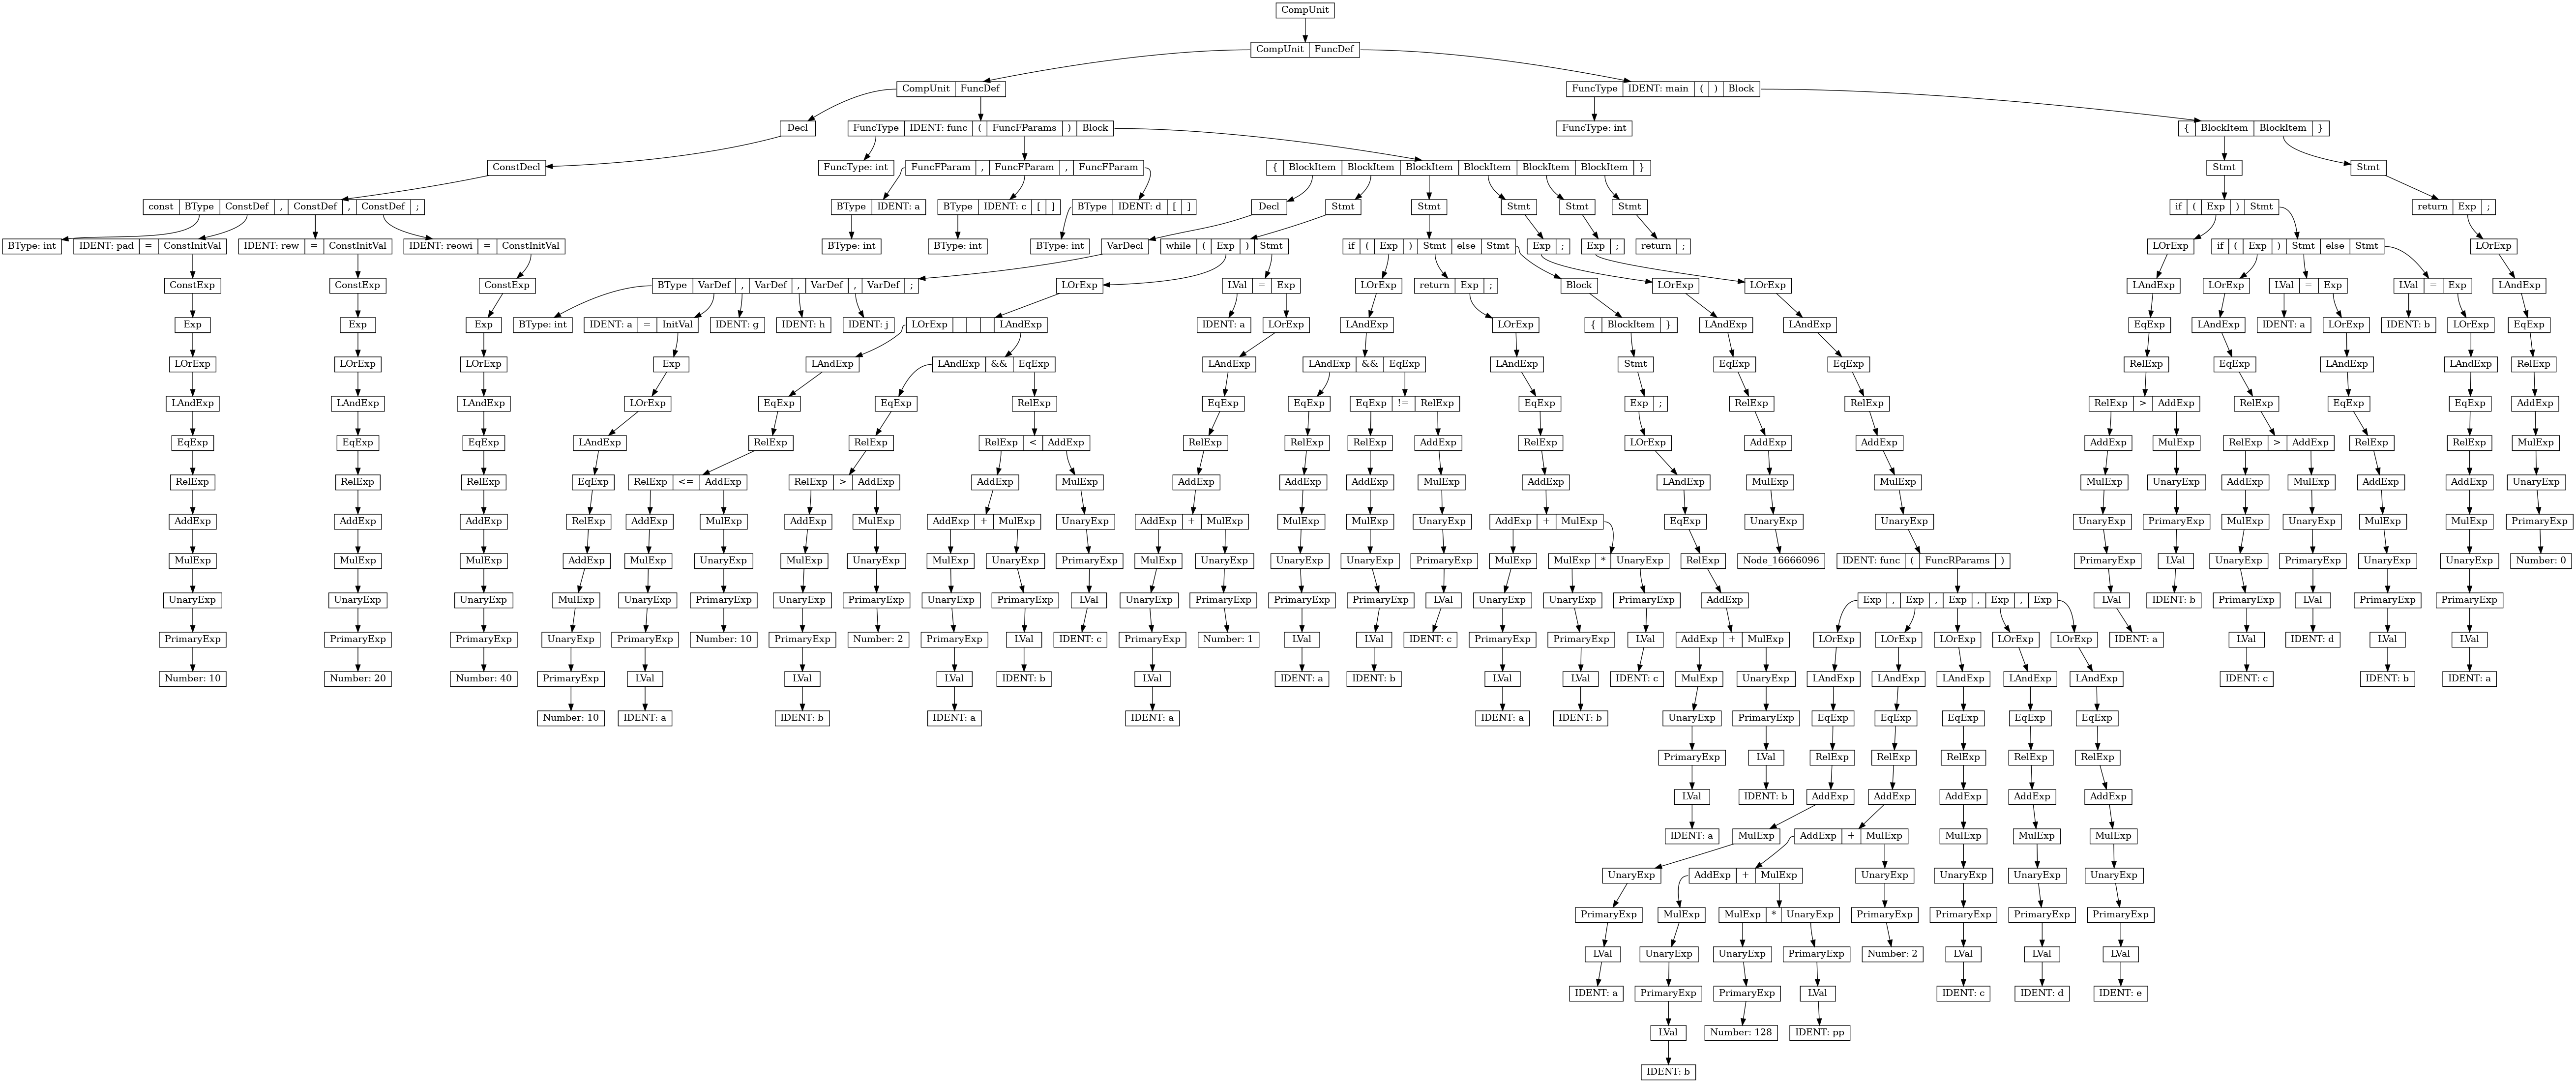 CompUnit
CompUnit FuncDef
CompUnit FuncDef FuncType IDENT: main ( ) Block
Decl FuncType IDENT: func ( FuncFParams ) Block FuncType: int { BlockItem BlockItem }
ConstDecl FuncType: int FuncFParam , FuncFParam , FuncFParam { BlockItem BlockItem BlockItem BlockItem BlockItem BlockItem } Stmt Stmt
const BType ConstDef , ConstDef , ConstDef ; BType IDENT: a BType IDENT: c [ ] BType IDENT: d [ ] Decl Stmt Stmt Stmt Stmt Stmt if ( Exp ) Stmt return Exp ;
BType: int IDENT: pad = ConstInitVal IDENT: rew = ConstInitVal IDENT: reowi = ConstInitVal BType: int BType: int BType: int VarDecl while ( Exp ) Stmt if ( Exp ) Stmt else Stmt Exp ; Exp ; return ; LOrExp if ( Exp ) Stmt else Stmt LOrExp
ConstExp ConstExp ConstExp BType VarDef , VarDef , VarDef , VarDef ; LOrExp LVal = Exp LOrExp return Exp ; Block LOrExp LOrExp LAndExp LOrExp LVal = Exp LVal = Exp LAndExp
Exp Exp Exp BType: int IDENT: a = InitVal IDENT: g IDENT: h IDENT: j LOrExp | | LAndExp IDENT: a LOrExp LAndExp LOrExp { BlockItem } LAndExp LAndExp EqExp LAndExp IDENT: a LOrExp IDENT: b LOrExp EqExp
LOrExp LOrExp LOrExp Exp LAndExp LAndExp && EqExp LAndExp LAndExp && EqExp LAndExp Stmt EqExp EqExp RelExp EqExp LAndExp LAndExp RelExp
LAndExp LAndExp LAndExp LOrExp EqExp EqExp RelExp EqExp EqExp EqExp != RelExp EqExp Exp ; RelExp RelExp RelExp > AddExp RelExp EqExp EqExp AddExp
EqExp EqExp EqExp LAndExp RelExp RelExp RelExp < AddExp RelExp RelExp RelExp AddExp RelExp LOrExp AddExp AddExp AddExp MulExp RelExp > AddExp RelExp RelExp MulExp
RelExp RelExp RelExp EqExp RelExp <= AddExp RelExp > AddExp AddExp MulExp AddExp AddExp AddExp MulExp AddExp LAndExp MulExp MulExp MulExp UnaryExp AddExp MulExp AddExp AddExp UnaryExp
AddExp AddExp AddExp RelExp AddExp MulExp AddExp MulExp AddExp + MulExp UnaryExp AddExp + MulExp MulExp MulExp UnaryExp AddExp + MulExp EqExp UnaryExp UnaryExp UnaryExp PrimaryExp MulExp UnaryExp MulExp MulExp PrimaryExp
MulExp MulExp MulExp AddExp MulExp UnaryExp MulExp UnaryExp MulExp UnaryExp PrimaryExp MulExp UnaryExp UnaryExp UnaryExp PrimaryExp MulExp MulExp * UnaryExp RelExp Node_16666096 IDENT: func ( FuncRParams ) PrimaryExp LVal UnaryExp PrimaryExp UnaryExp UnaryExp Number: 0
UnaryExp UnaryExp UnaryExp MulExp UnaryExp PrimaryExp UnaryExp PrimaryExp UnaryExp PrimaryExp LVal UnaryExp PrimaryExp PrimaryExp PrimaryExp LVal UnaryExp UnaryExp PrimaryExp AddExp Exp , Exp , Exp , Exp , Exp LVal IDENT: b PrimaryExp LVal PrimaryExp PrimaryExp
PrimaryExp PrimaryExp PrimaryExp UnaryExp PrimaryExp Number: 10 PrimaryExp Number: 2 PrimaryExp LVal IDENT: c PrimaryExp Number: 1 LVal LVal IDENT: c PrimaryExp PrimaryExp LVal AddExp + MulExp LOrExp LOrExp LOrExp LOrExp LOrExp IDENT: a LVal IDENT: d LVal LVal
Number: 10 Number: 20 Number: 40 PrimaryExp LVal LVal LVal IDENT: b LVal IDENT: a IDENT: b LVal LVal IDENT: c MulExp UnaryExp LAndExp LAndExp LAndExp LAndExp LAndExp IDENT: c IDENT: b IDENT: a
Number: 10 IDENT: a IDENT: b IDENT: a IDENT: a IDENT: a IDENT: b UnaryExp PrimaryExp EqExp EqExp EqExp EqExp EqExp
PrimaryExp LVal RelExp RelExp RelExp RelExp RelExp
LVal IDENT: b AddExp AddExp AddExp AddExp AddExp
IDENT: a MulExp AddExp + MulExp MulExp MulExp MulExp
UnaryExp AddExp + MulExp UnaryExp UnaryExp UnaryExp UnaryExp
PrimaryExp MulExp MulExp * UnaryExp PrimaryExp PrimaryExp PrimaryExp PrimaryExp
LVal UnaryExp UnaryExp PrimaryExp Number: 2 LVal LVal LVal
IDENT: a PrimaryExp PrimaryExp LVal IDENT: c IDENT: d IDENT: e
LVal Number: 128 IDENT: pp
IDENT: b